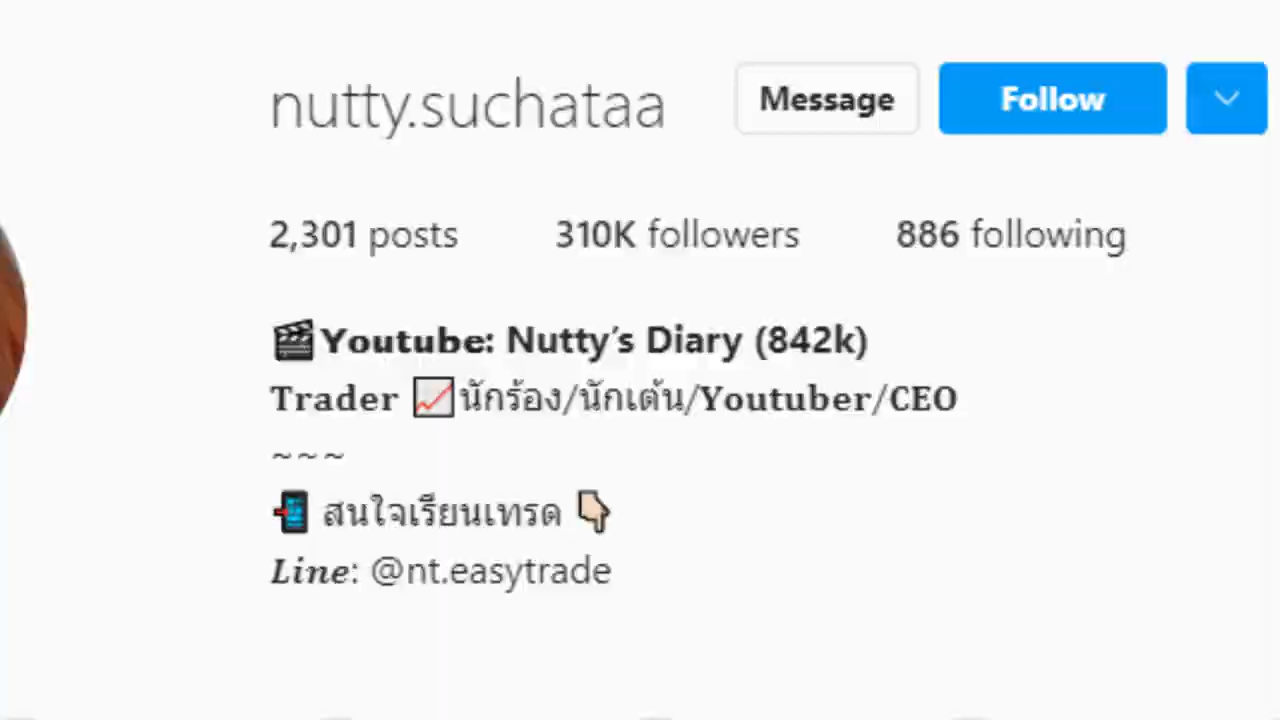 nutty.suchataa Message Follow
2,301 posts 310K followers 886 following
🎬Youtube: Nutty's Diary (842k)
Trader 📈นักร้อง/นักเต้น/Youtuber/CEO
~~~
📲 สนใจเรียนเทรด 👇🏻
Line: @nt.easytrade